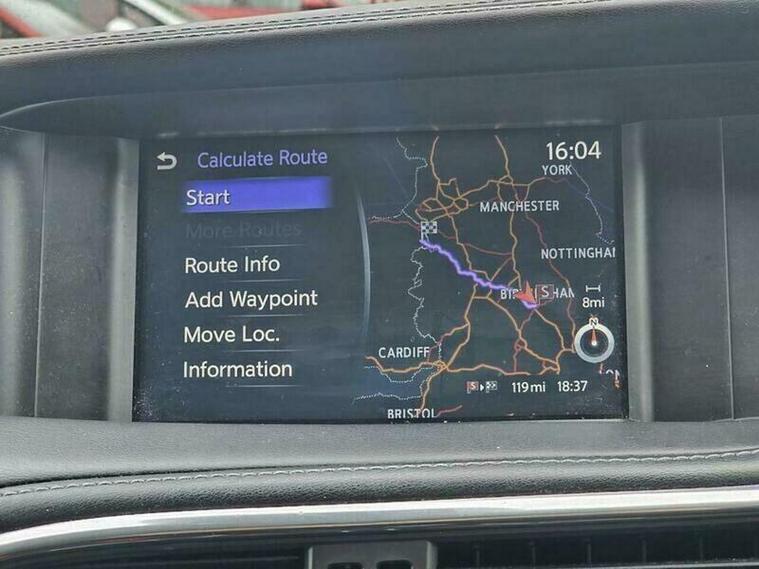 Calculate Route
16:04
Start
YORK
MANCHESTER
More Routes
NOTTINGHAM
Route Info
S
8mi
Add Waypoint
N
Move Loc.
CARDIFF
Information
S
119mi 18:37
BRISTOL